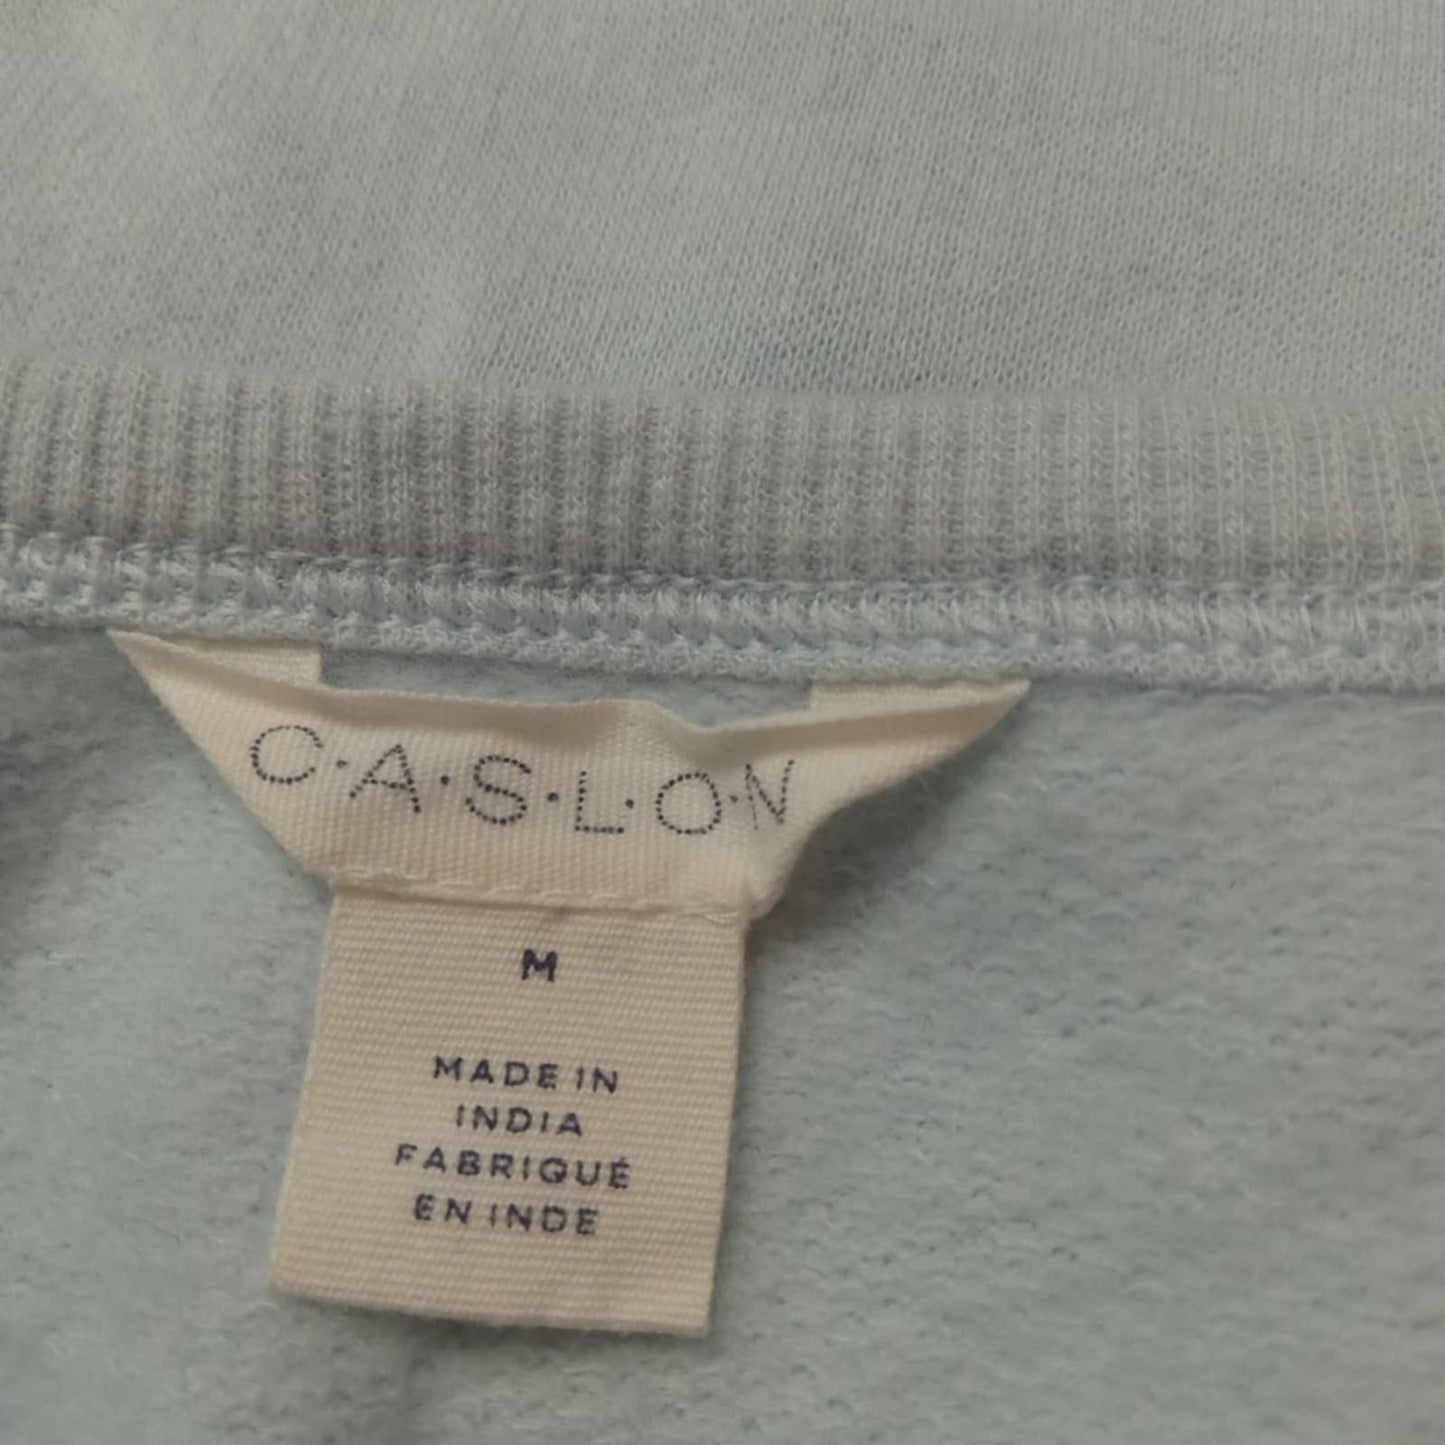 C·A·S·L·O·N
M
MADE IN
INDIA
FABRIQUÉ
EN INDE